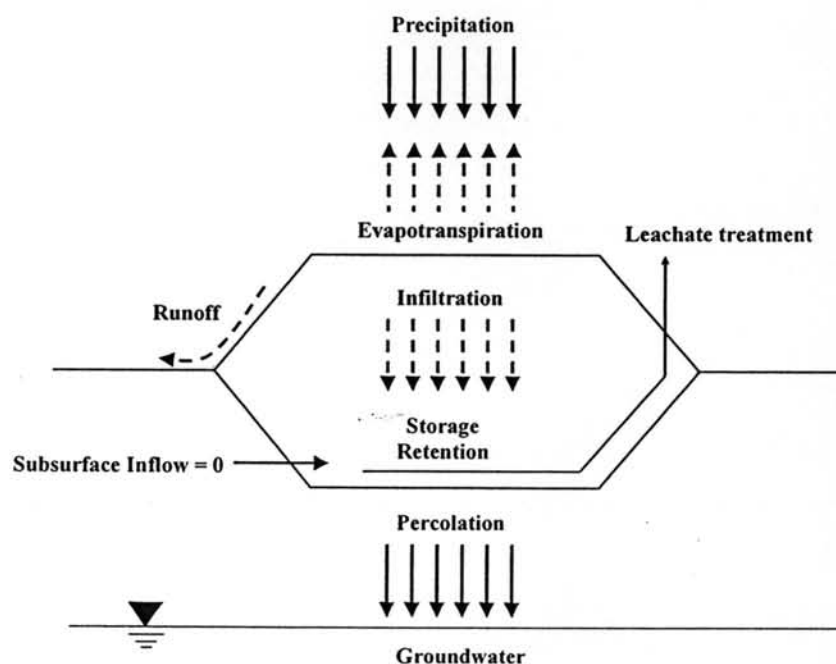 Precipitation
Evapotranspiration
Leachate treatment
Infiltration
Runoff
Storage
Retention
Subsurface Inflow = 0
Percolation
Groundwater